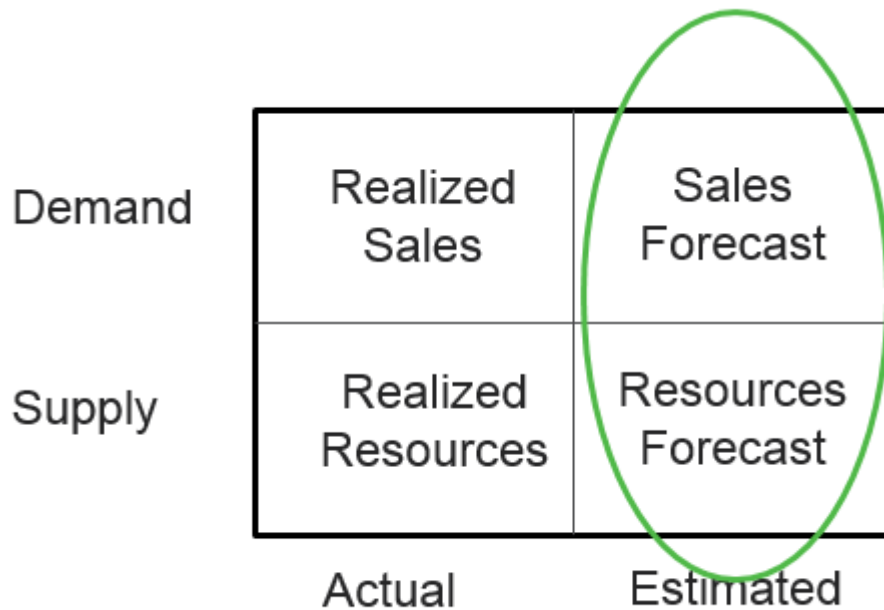 Demand
Realized
Sales
Sales
Forecast
Supply
Realized
Resources
Resources
Forecast
Actual
Estimated